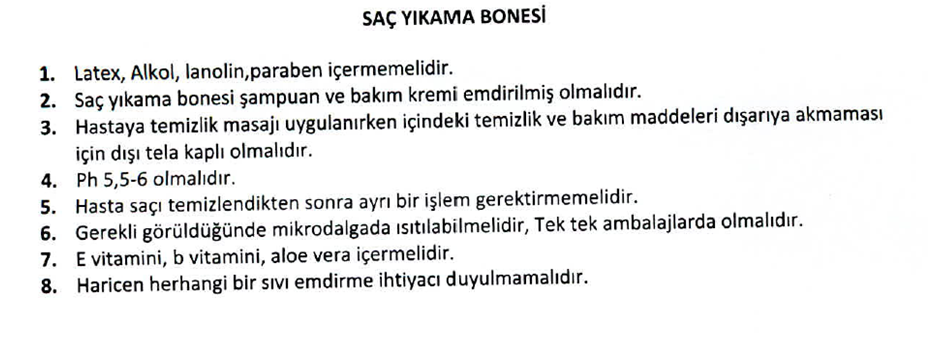 SAÇ YIKAMA BONESİ
1. Latex, Alkol, lanolin,paraben içermemelidir.
2. Saç yıkama bonesi şampuan ve bakım kremi emdirilmiş olmalıdır.
3. Hastaya temizlik masajı uygulanırken içindeki temizlik ve bakım maddeleri dışarıya akmaması
için dışı tela kaplı olmalıdır.
4. Ph 5,5-6 olmalıdır.
5. Hasta saçı temizlendikten sonra ayrı bir işlem gerektirmemelidir.
6. Gerekli görüldüğünde mikrodalgada ısıtılabilmelidir, Tek tek ambalajlarda olmalıdır.
7. E vitamini, b vitamini, aloe vera içermelidir.
8. Haricen herhangi bir sıvı emdirme ihtiyacı duyulmamalıdır.